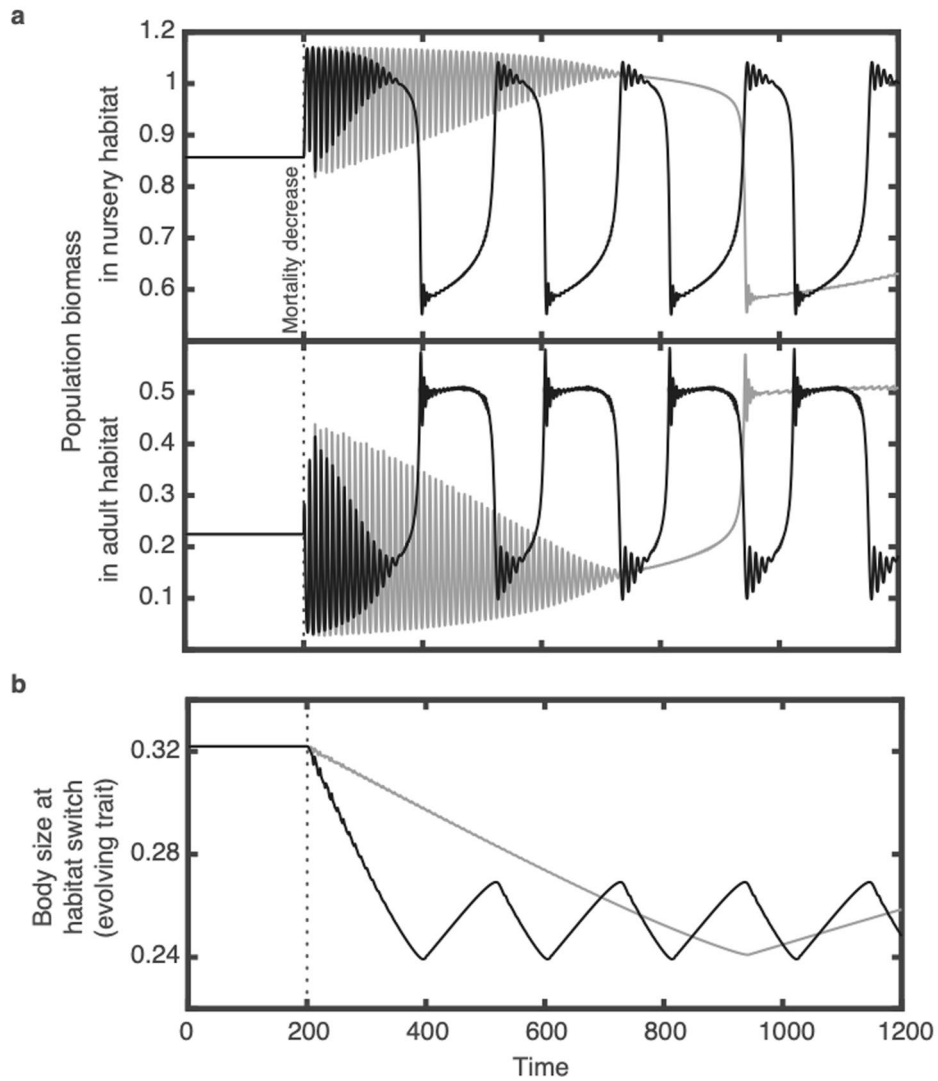 a
Population biomass
in nursery habitat
in adult habitat
1.2
1
0.9
0.8
0.7
0.6
Mortality decrease
0.5
0.4
0.3
0.2
0.1
b
Body size at
habitat switch
(evolving trait)
0.32
0.28
0.24
0
200
400
600
800
1000
1200
Time